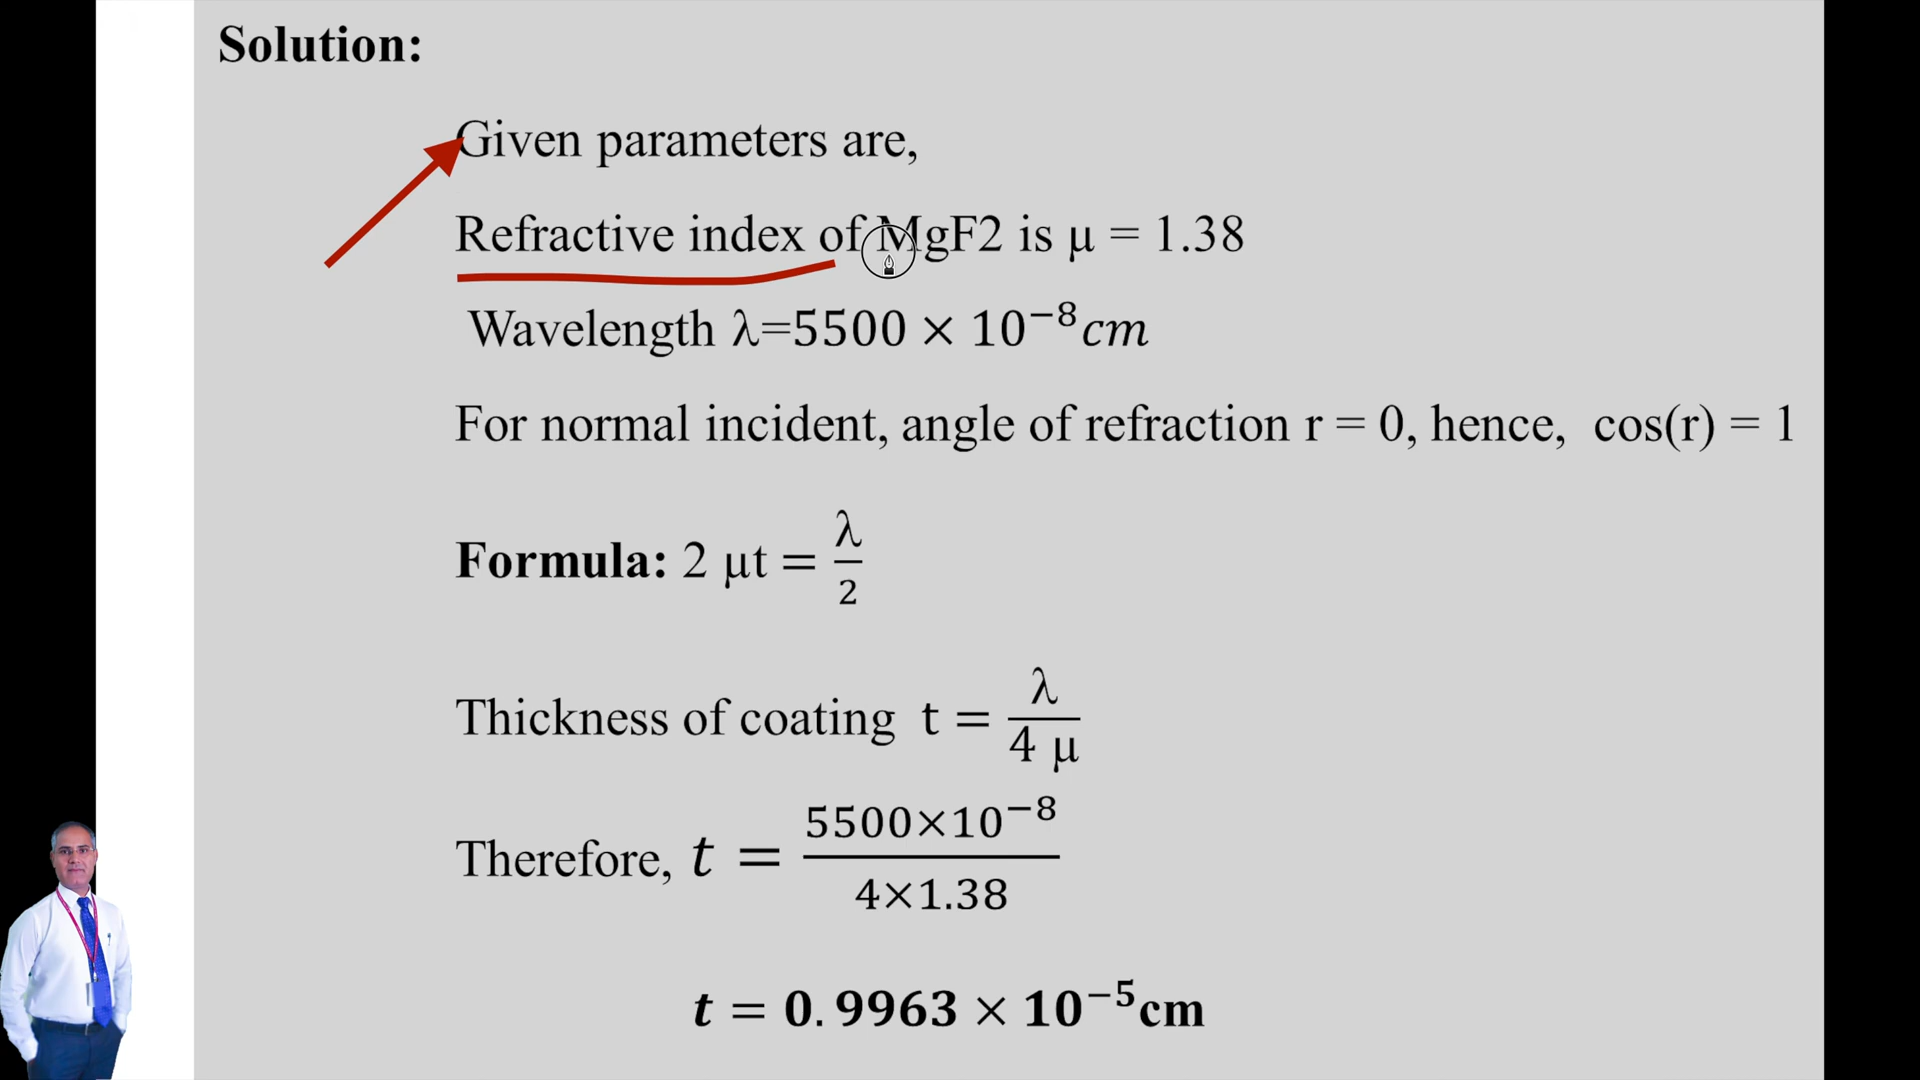 Solution:
Given parameters are,
Refractive index of MgF2 is μ = 1.38
Wavelength λ=5500 × 10⁻⁸cm
For normal incident, angle of refraction r = 0, hence, cos(r) = 1
Formula: 2 μt = λ/2
Thickness of coating t = λ/4 μ
Therefore, t = 5500×10⁻⁸/4×1.38
t = 0.9963 × 10⁻⁵cm